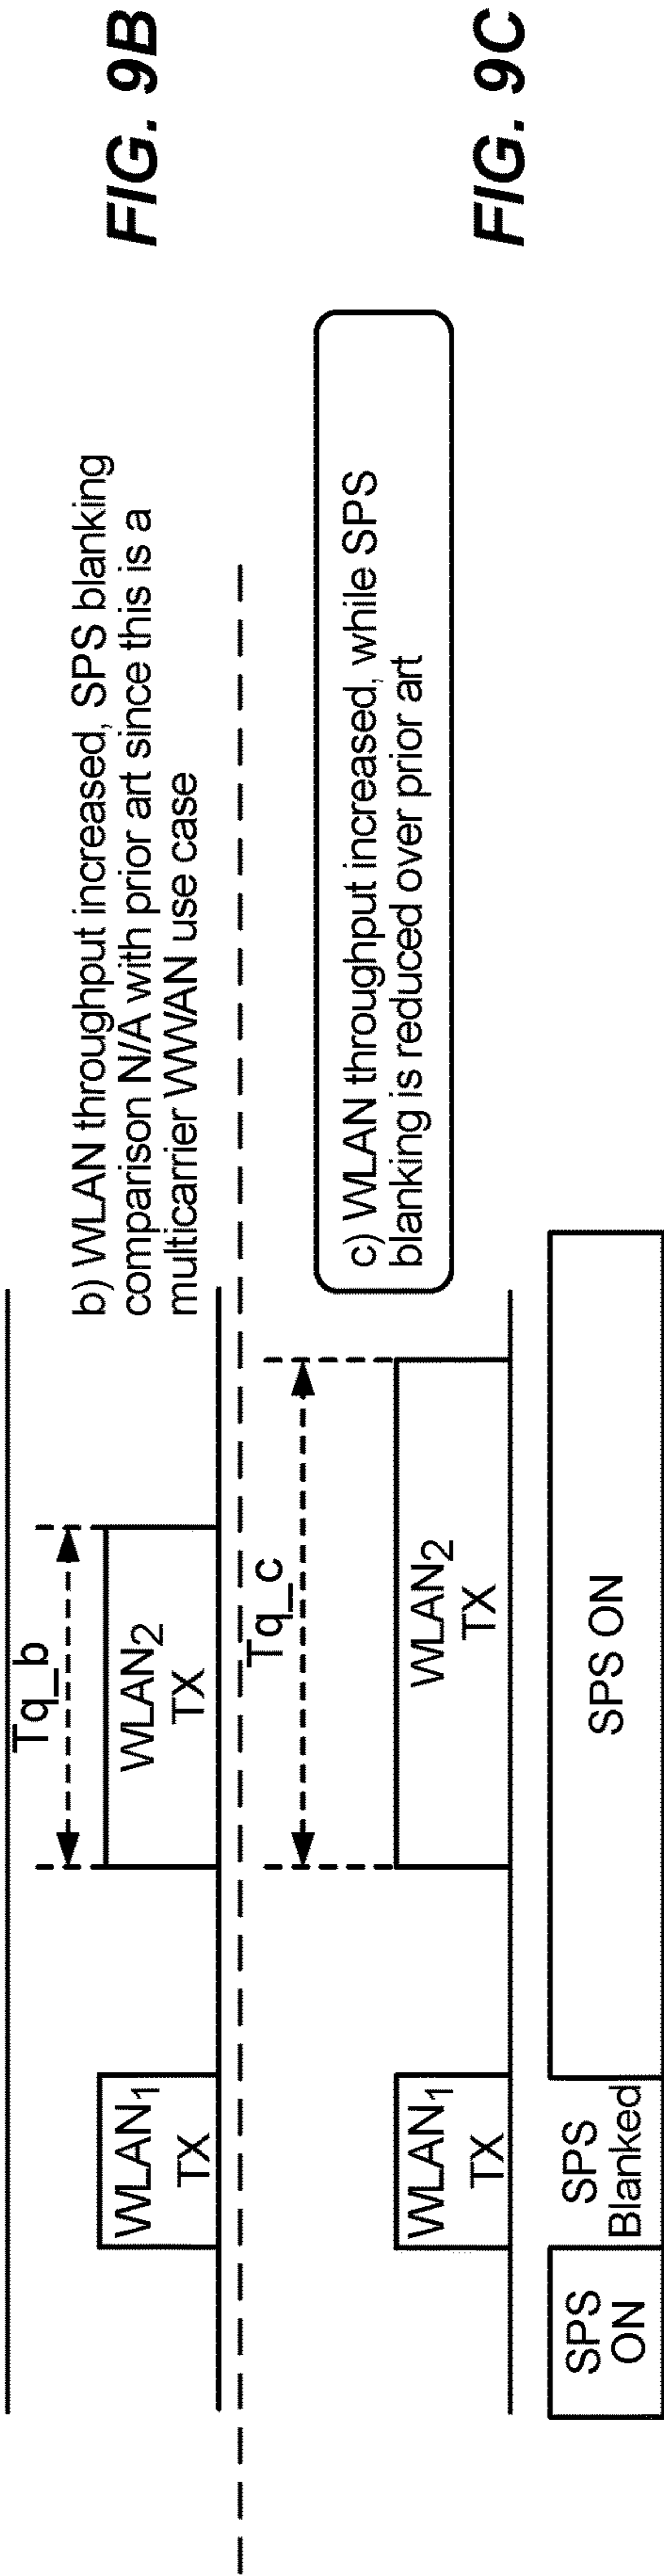 Tq_b
WLAN1
TX
WLAN2
TX
b) WLAN throughput increased, SPS blanking
comparison N/A with prior art since this is a
multicarrier WWAN use case
FIG. 9B
Tq_c
WLAN1
TX
WLAN2
TX
c) WLAN throughput increased, while SPS
blanking is reduced over prior art
SPS
ON
SPS
Blanked
SPS ON
FIG. 9C